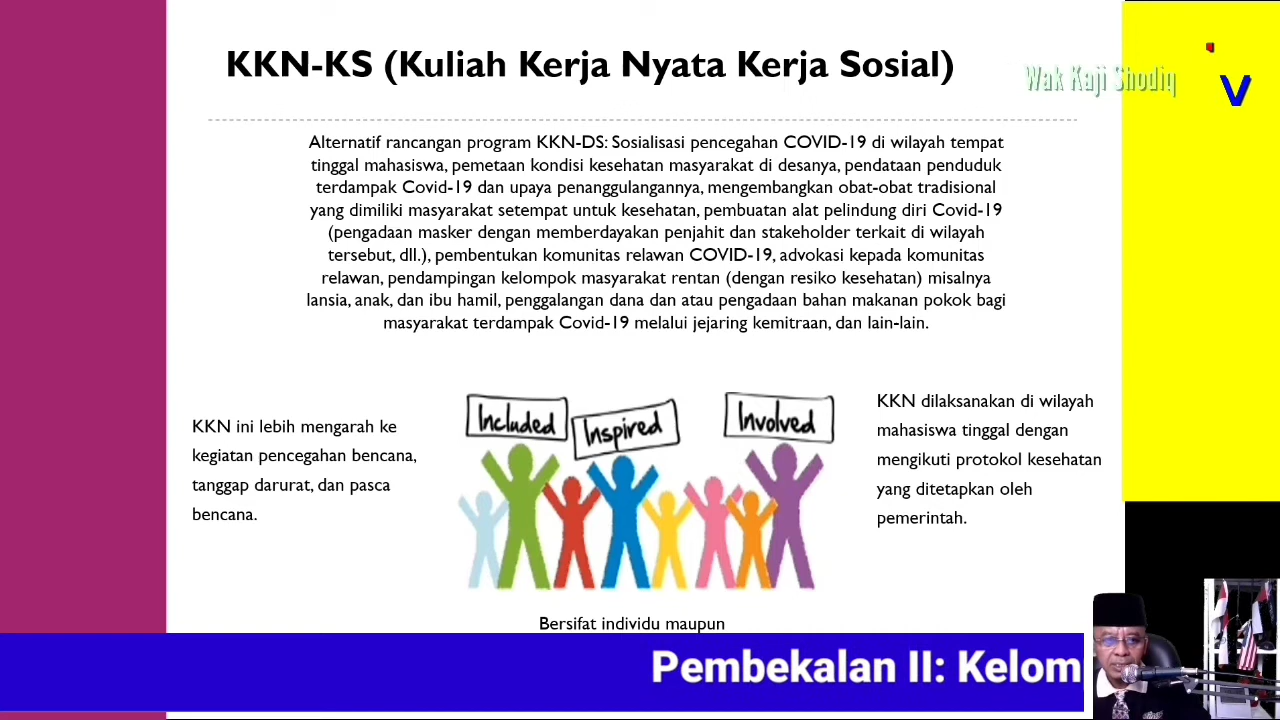 KKN-KS (Kuliah Kerja Nyata Kerja Sosial)
Wak Kaji Shodiq
V
Alternatif rancangan program KKN-DS: Sosialisasi pencegahan COVID-19 di wilayah tempat
tinggal mahasiswa, pemetaan kondisi kesehatan masyarakat di desanya, pendataan penduduk
terdampak Covid-19 dan upaya penanggulangannya, mengembangkan obat-obat tradisional
yang dimiliki masyarakat setempat untuk kesehatan, pembuatan alat pelindung diri Covid-19
(pengadaan masker dengan memberdayakan penjahit dan stakeholder terkait di wilayah
tersebut, dll.), pembentukan komunitas relawan COVID-19, advokasi kepada komunitas
relawan, pendampingan kelompok masyarakat rentan (dengan resiko kesehatan) misalnya
lansia, anak, dan ibu hamil, penggalangan dana dan atau pengadaan bahan makanan pokok bagi
masyarakat terdampak Covid-19 melalui jejaring kemitraan, dan lain-lain.
KKN ini lebih mengarah ke
kegiatan pencegahan bencana,
tanggap darurat, dan pasca
bencana.
Included
Inspired
Involved
KKN dilaksanakan di wilayah
mahasiswa tinggal dengan
mengikuti protokol kesehatan
yang ditetapkan oleh
pemerintah.
Bersifat individu maupun
Pembekalan II: Kelom